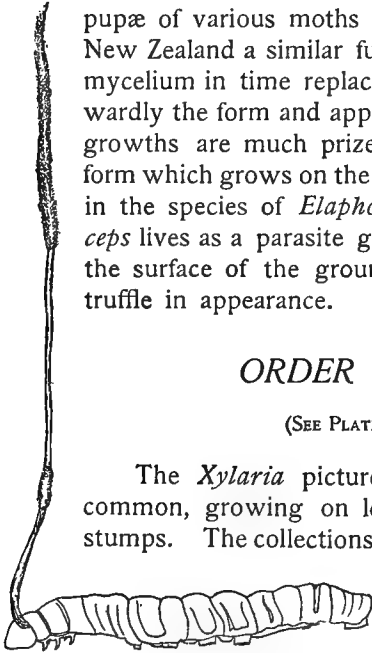 pupæ of various moths
New Zealand a similar fu
mycelium in time replac
wardly the form and app
growths are much prize
form which grows on the
in the species of Elapho
ceps lives as a parasite g
the surface of the groun
truffle in appearance.
ORDER
(SEE PLAT
The Xylaria picture
common, growing on lo
stumps. The collections